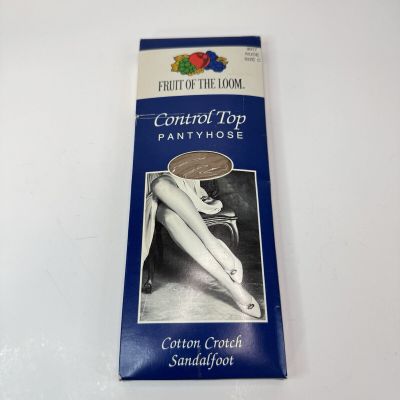 FRUIT OF THE LOOM
Control Top
PANTYHOSE
Cotton Crotch
Sandalfoot